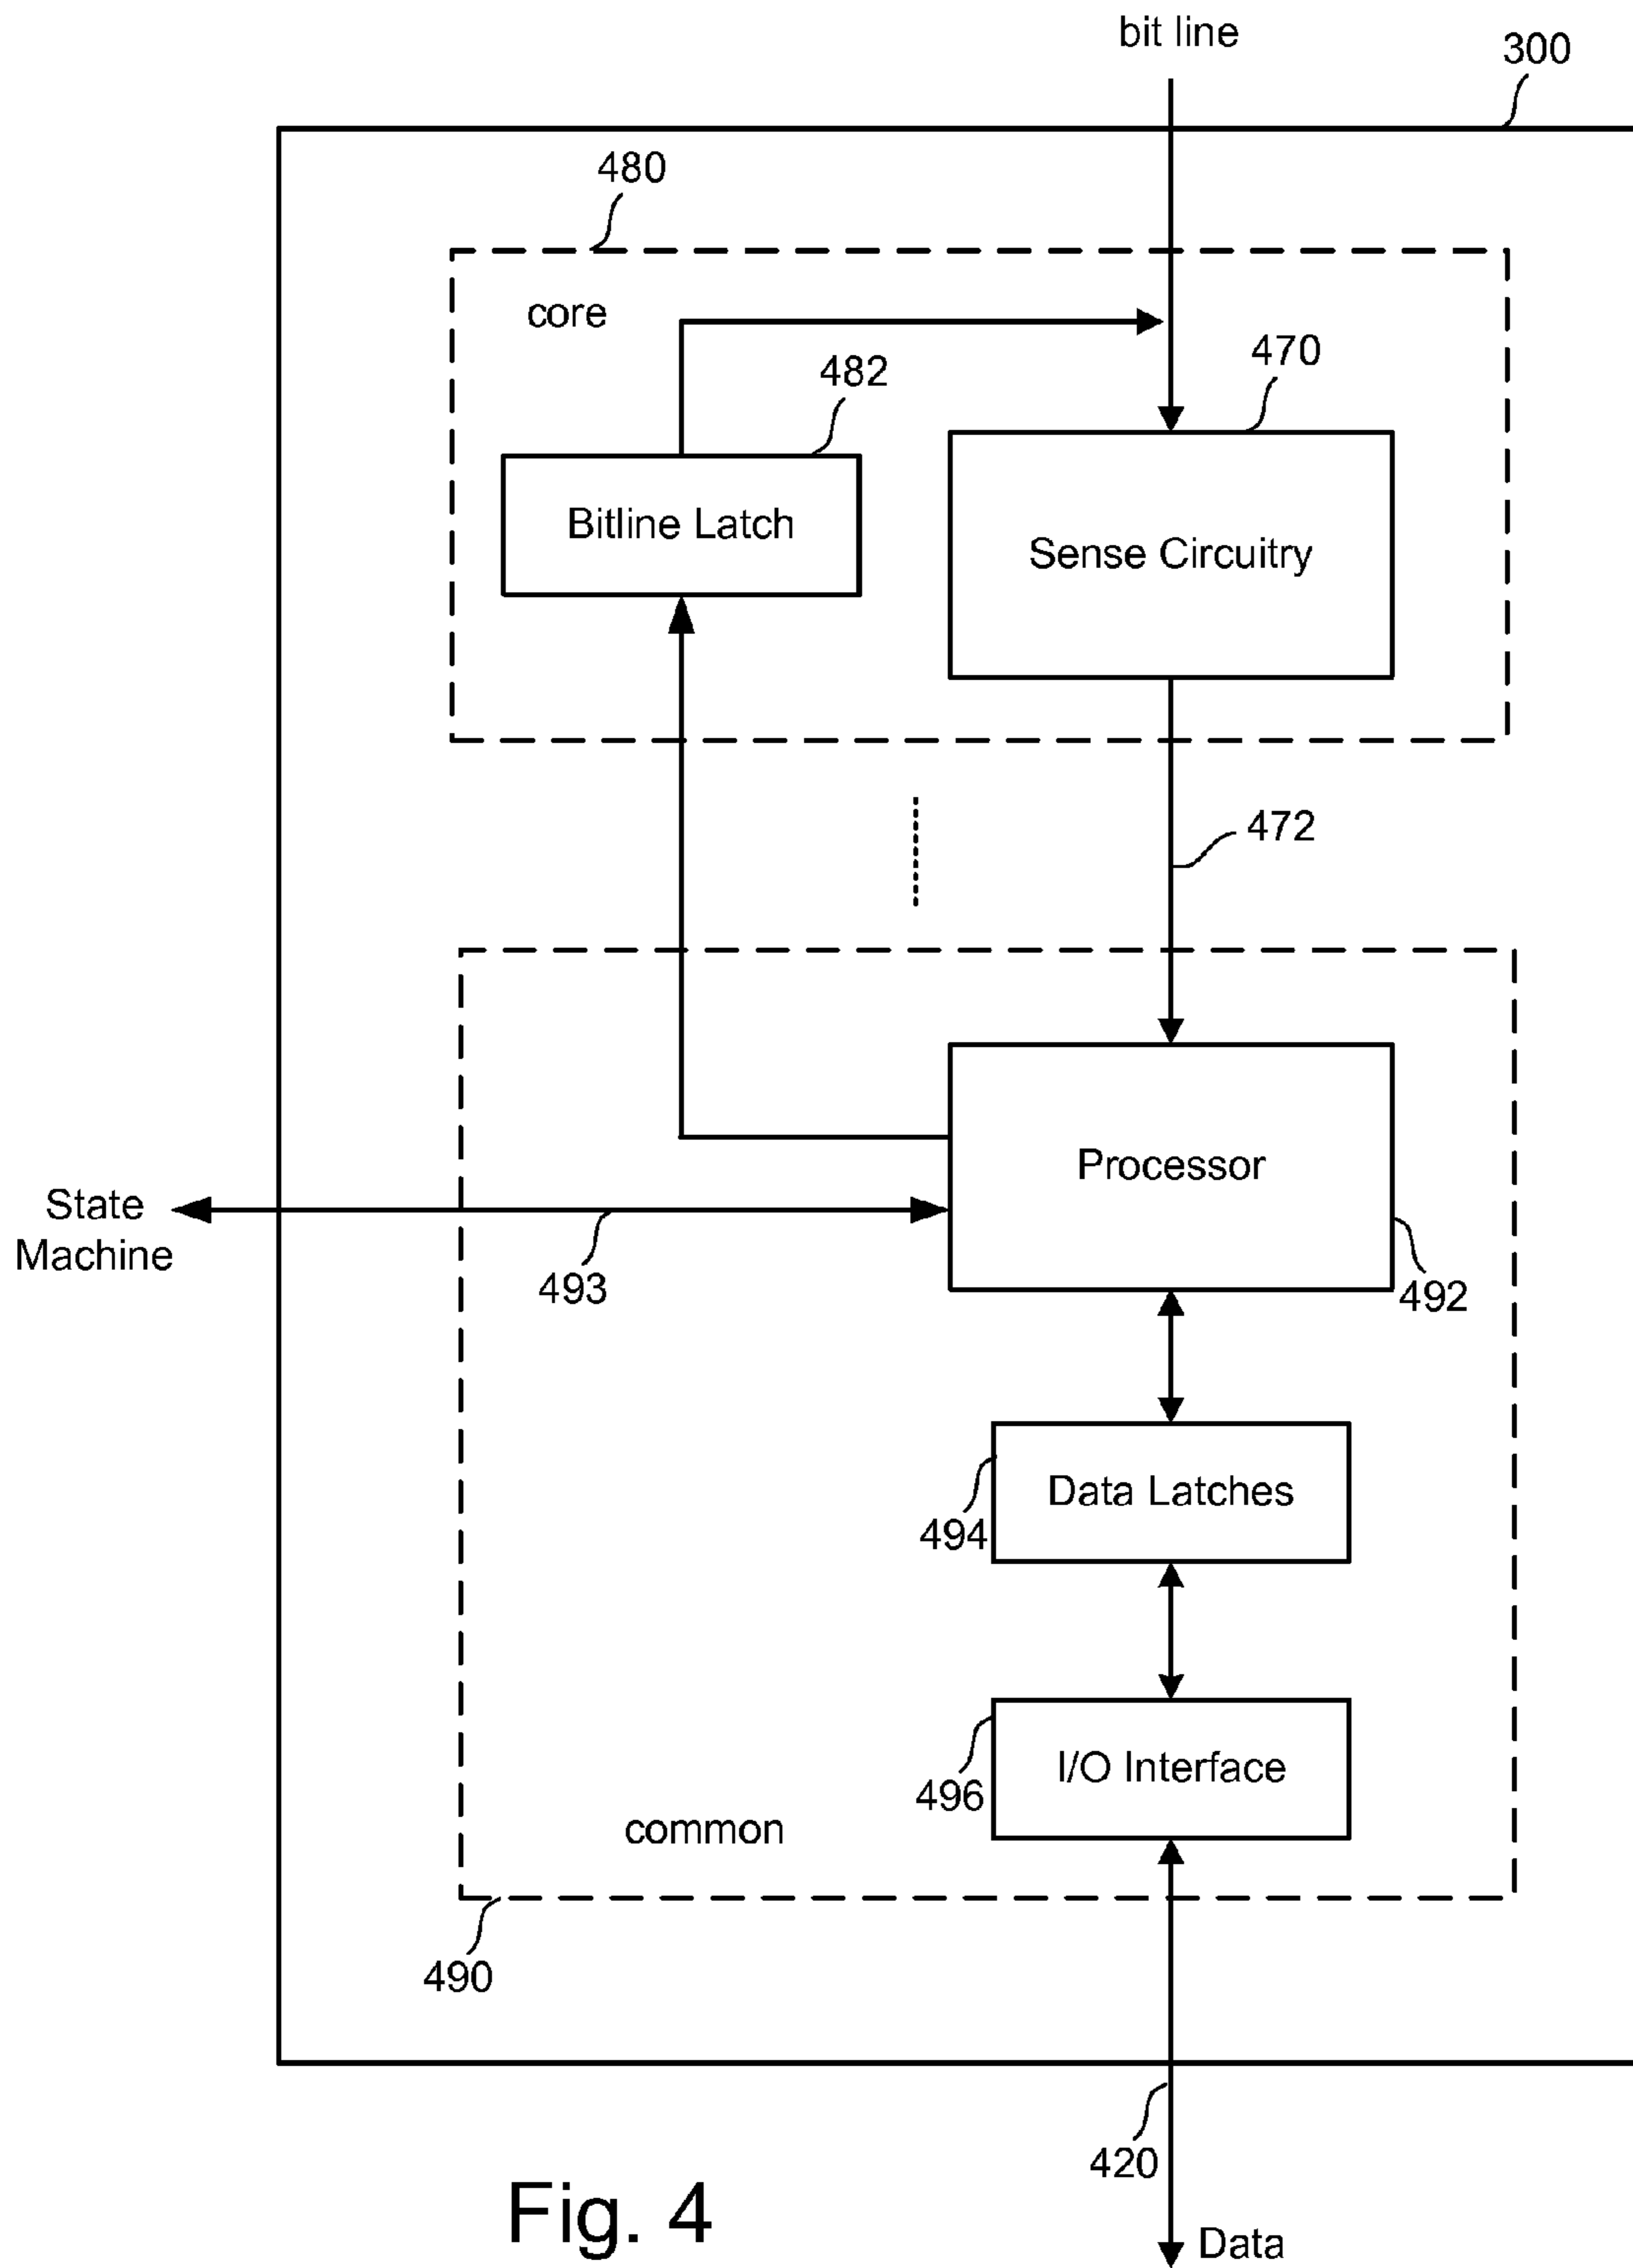 bit line
300
480
core
470
482
Bitline Latch
Sense Circuitry
472
Processor
State
Machine
493
492
Data Latches
494
I/O Interface
496
common
490
420
Fig. 4
Data